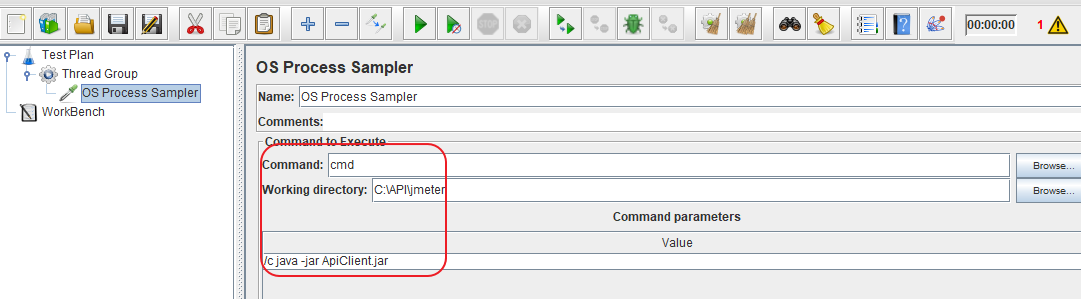 00:00:00 1
Test Plan
Thread Group
OS Process Sampler
WorkBench
OS Process Sampler
Name: OS Process Sampler
Comments:
Command to Execute
Command: cmd Browse...
Working directory: C:\API\jmeter Browse...
Command parameters
Value
/c java -jar ApiClient.jar